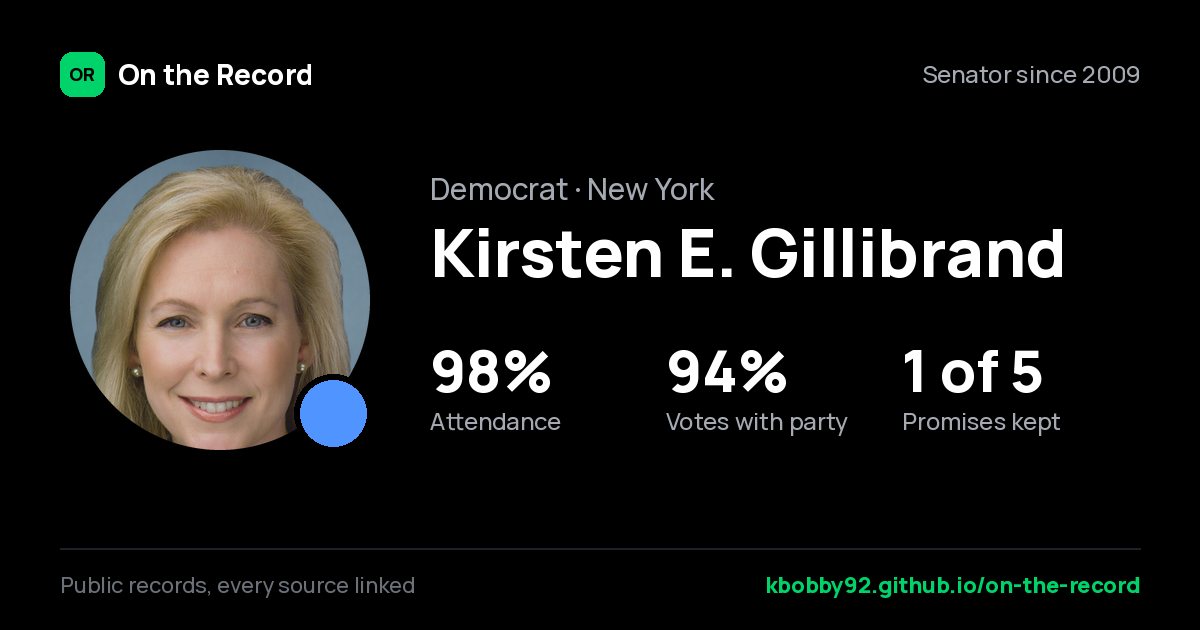 OR On the Record
Senator since 2009
Democrat · New York
Kirsten E. Gillibrand
98% 94% 1 of 5
Attendance Votes with party Promises kept
Public records, every source linked
kbobby92.github.io/on-the-record